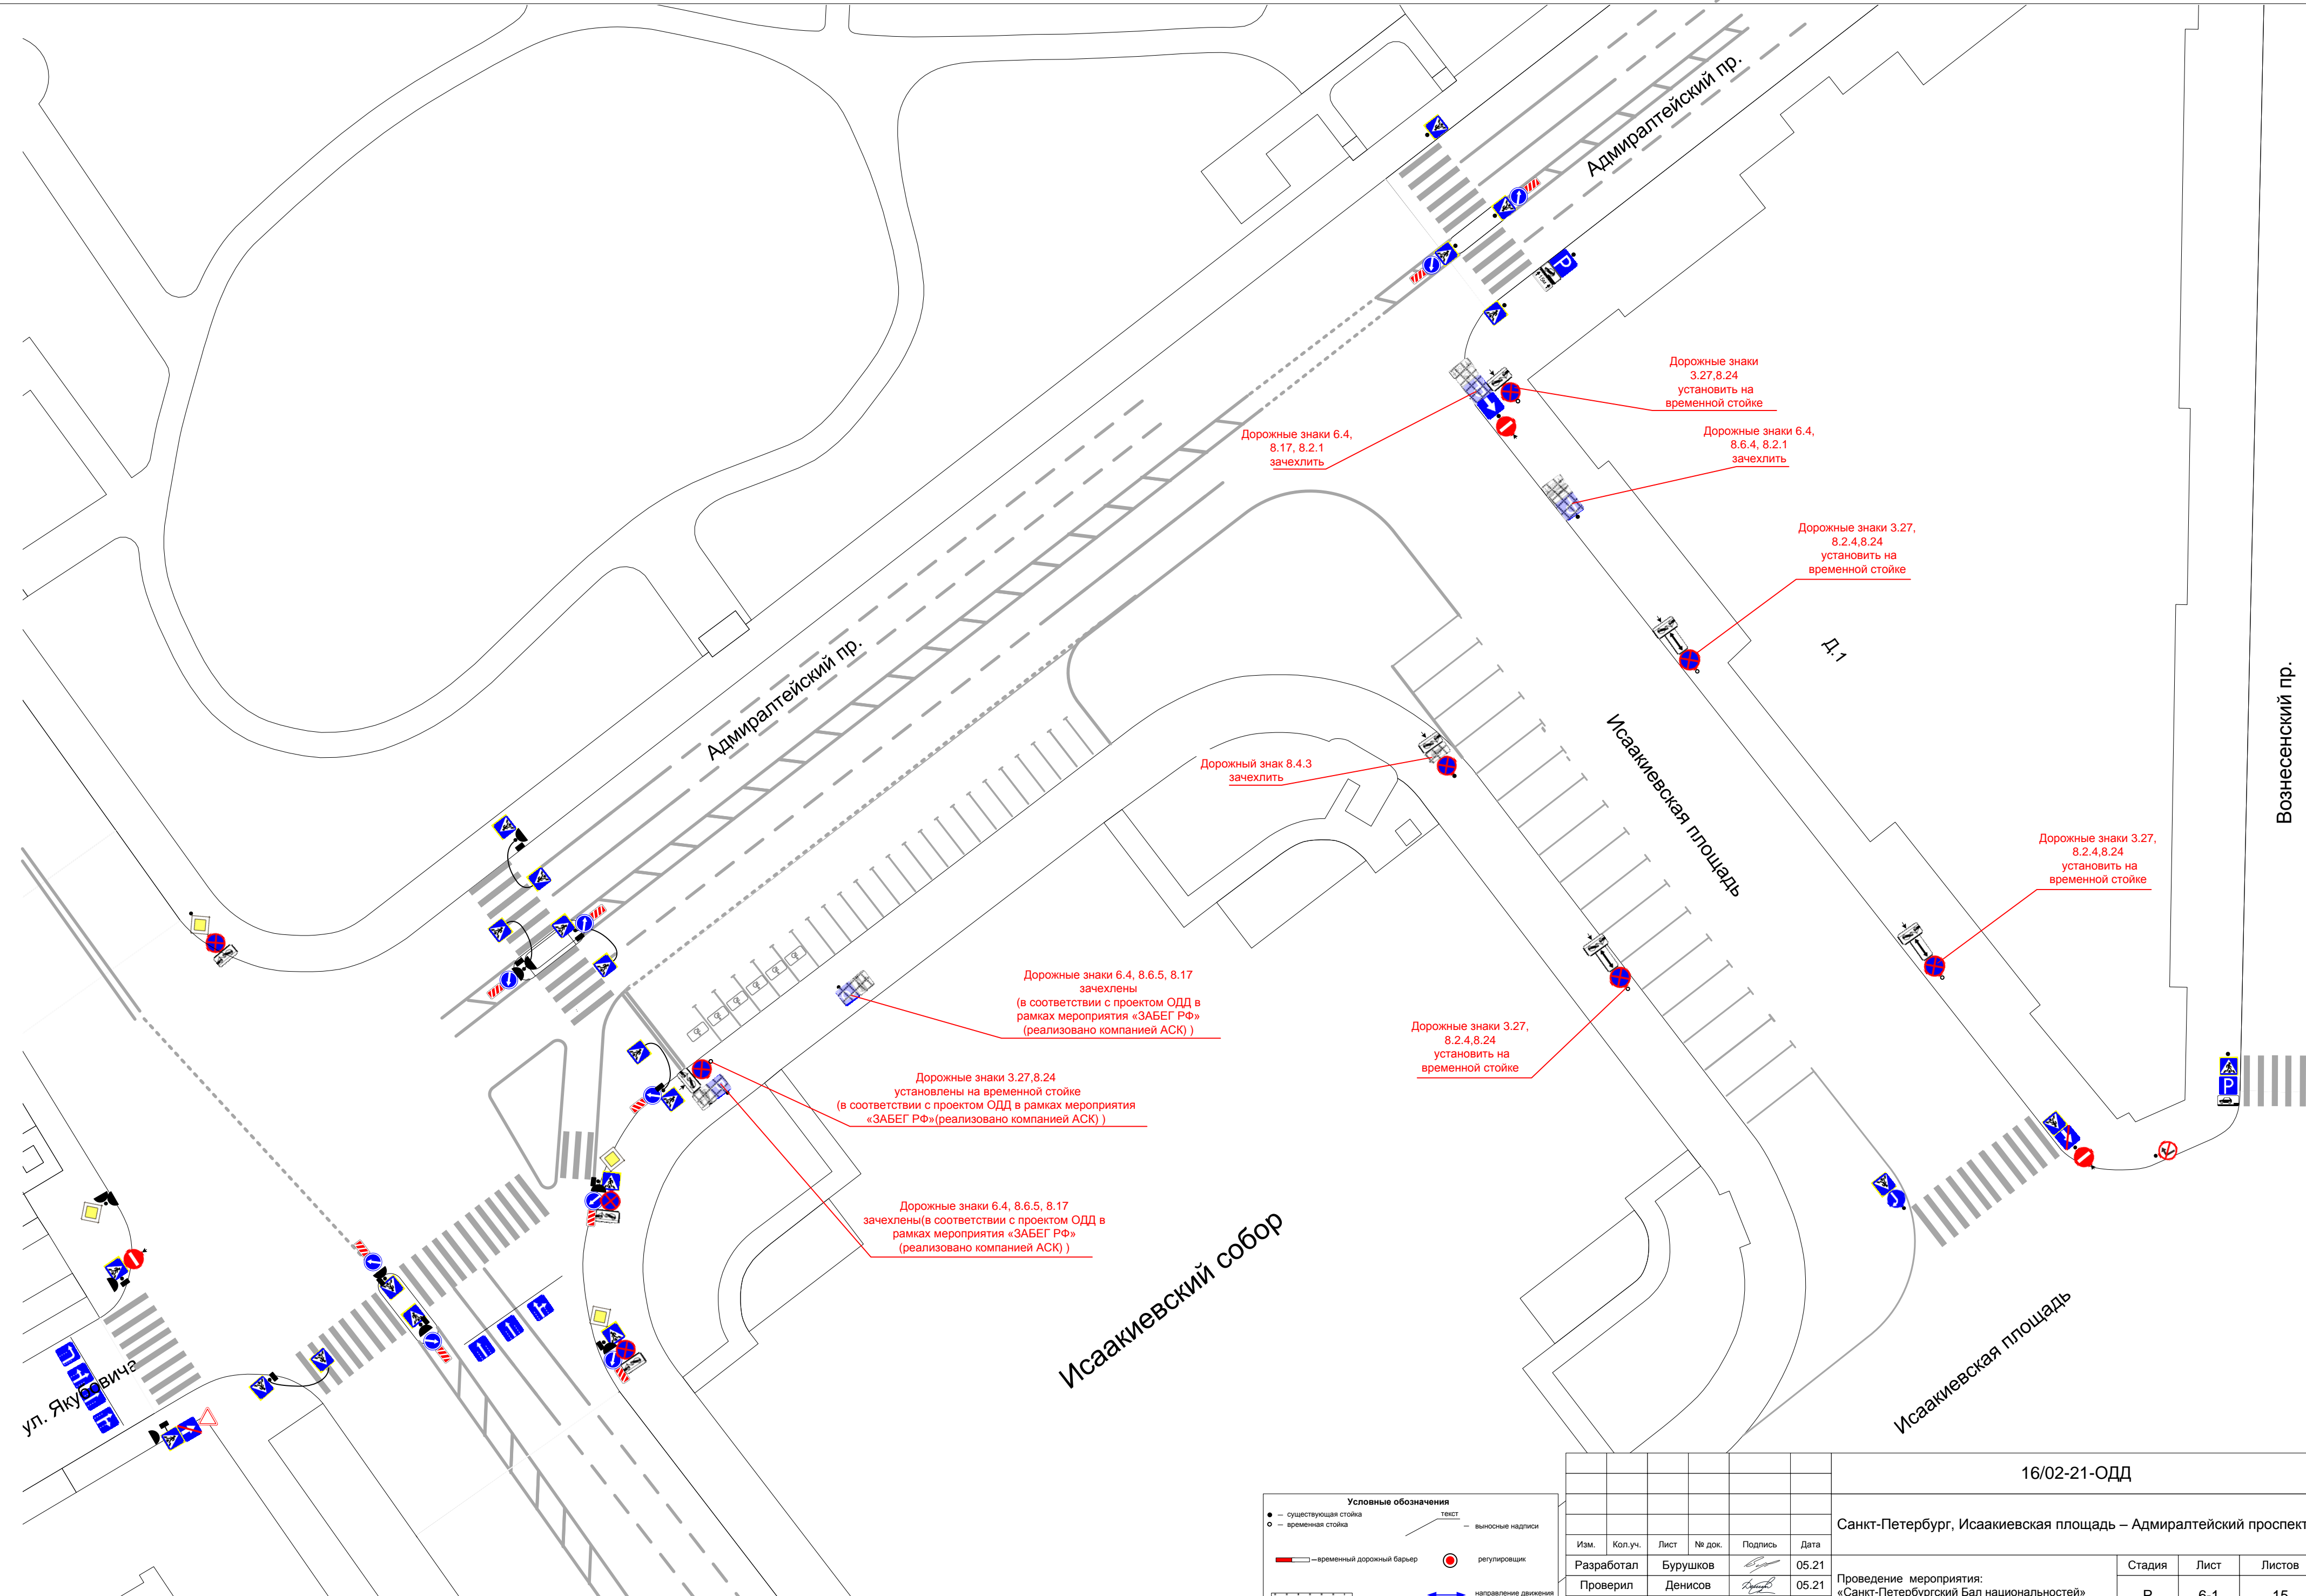 Адмиралтейский пр.
Дорожные знаки
3.27,8.24
установить на
временной стойке
Дорожные знаки 6.4,
8.17, 8.2.1
зачехлить
Дорожные знаки 6.4,
8.6.4, 8.2.1
зачехлить
Дорожные знаки 3.27,
8.2.4,8.24
установить на
временной стойке
Д.1
Адмиралтейский пр.
Вознесенский пр.
Исаакиевская площадь
Дорожный знак 8.4.3
зачехлить
Дорожные знаки 3.27,
8.2.4,8.24
установить на
временной стойке
Дорожные знаки 6.4, 8.6.5, 8.17
зачехлены
(в соответствии с проектом ОДД в
рамках мероприятия «ЗАБЕГ РФ»
(реализовано компанией АСК) )
Дорожные знаки 3.27,
8.2.4,8.24
установить на
временной стойке
Дорожные знаки 3.27,8.24
установлены на временной стойке
(в соответствии с проектом ОДД в рамках мероприятия
«ЗАБЕГ РФ»(реализовано компанией АСК) )
Дорожные знаки 6.4, 8.6.5, 8.17
зачехлены(в соответствии с проектом ОДД в
рамках мероприятия «ЗАБЕГ РФ»
(реализовано компанией АСК) )
Исаакиевский собор
Исаакиевская площадь
ул. Якубовича
Условные обозначения
– существующая стойка
– временная стойка
текст
– выносные надписи
–временный дорожный барьер
регулировщик
направление движения
16/02-21-ОДД
Санкт-Петербург, Исаакиевская площадь – Адмиралтейский проспект
Изм. Кол.уч. Лист № док. Подпись Дата
Разработал Бурушков 05.21
Проверил Денисов 05.21
Проведение мероприятия:
«Санкт-Петербургский Бал национальностей»
Стадия Лист Листов
Р 6-1 15